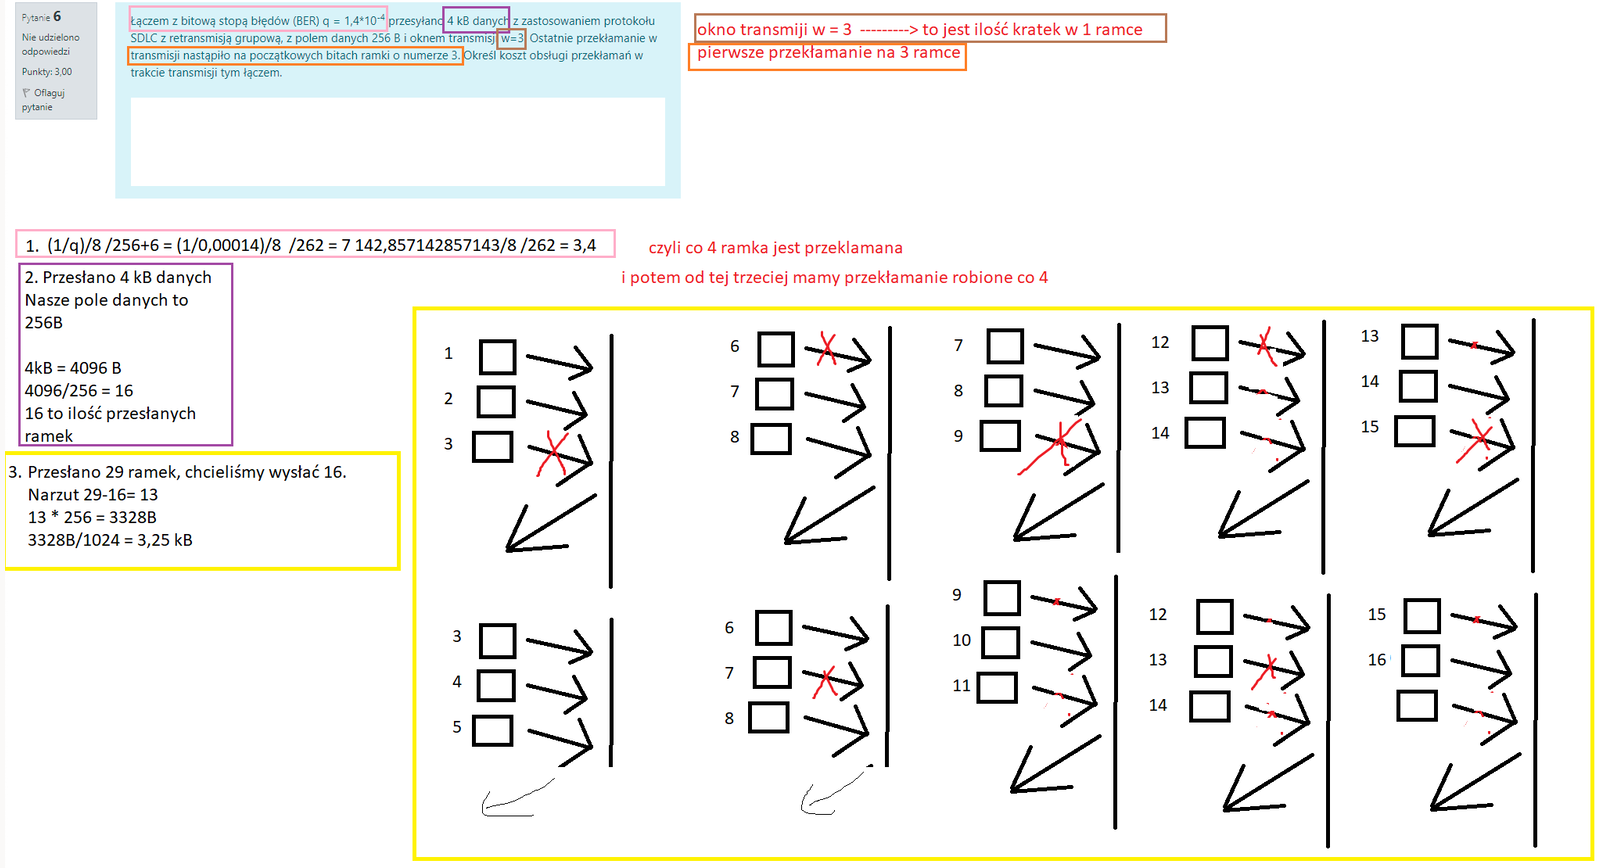 Pytanie 6
Nie udzielono
odpowiedzi
Punkty: 3,00
Oflaguj
pytanie
Łączem z bitową stopą błędów (BER) q = 1,4*10-4 przesyłano 4 kB danych z zastosowaniem protokołu
SDLC z retransmisją grupową, z polem danych 256 B i oknem transmisj w=3 Ostatnie przekłamanie w
transmisji nastąpiło na początkowych bitach ramki o numerze 3. Określ koszt obsługi przekłamań w
trakcie transmisji tym łączem.
okno transmiji w = 3 ---------> to jest ilość kratek w 1 ramce
pierwsze przekłamanie na 3 ramce
1. (1/q)/8 /256+6 = (1/0,00014)/8 /262 = 7 142,857142857143/8 /262 = 3,4
czyli co 4 ramka jest przeklamana
i potem od tej trzeciej mamy przekłamanie robione co 4
2. Przesłano 4 kB danych
Nasze pole danych to
256B
4kB = 4096 B
4096/256 = 16
16 to ilość przesłanych
ramek
3. Przesłano 29 ramek, chcieliśmy wysłać 16.
Narzut 29-16= 13
13 * 256 = 3328B
3328B/1024 = 3,25 kB
1
2
3
6
7
8
7
8
9
12
13
14
13
14
15
3
4
5
6
7
8
9
10
11
12
13
14
15
16